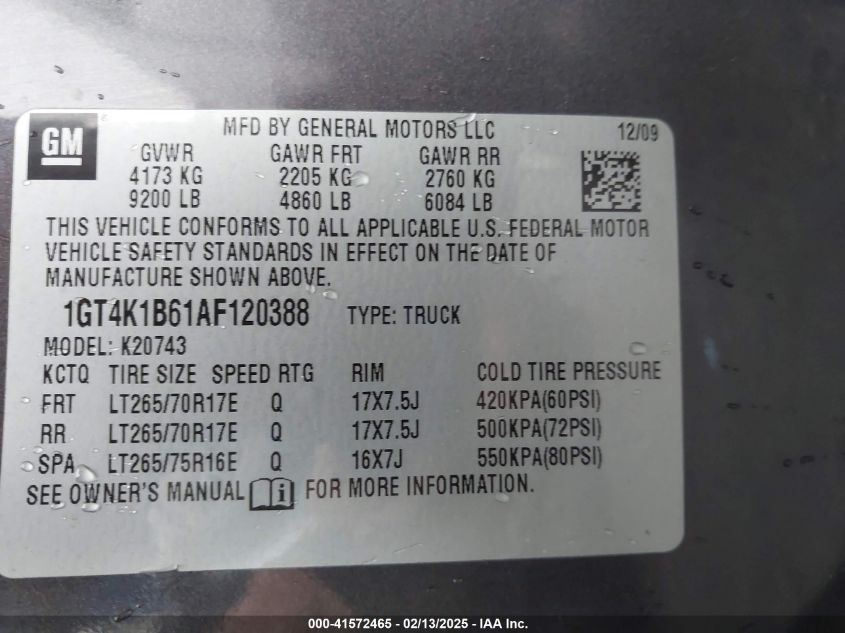 GM
MFD BY GENERAL MOTORS LLC 12/09
GVWR GAWR FRT GAWR RR
4173 KG 2205 KG 2760 KG
9200 LB 4860 LB 6084 LB
THIS VEHICLE CONFORMS TO ALL APPLICABLE U.S. FEDERAL MOTOR
VEHICLE SAFETY STANDARDS IN EFFECT ON THE DATE OF
MANUFACTURE SHOWN ABOVE.
1GT4K1B61AF120388 TYPE: TRUCK
MODEL: K20743
KCTQ TIRE SIZE SPEED RTG RIM COLD TIRE PRESSURE
FRT LT265/70R17E Q 17X7.5J 420KPA(60PSI)
RR LT265/70R17E Q 17X7.5J 500KPA(72PSI)
SPA LT265/75R16E Q 16X7J 550KPA(80PSI)
SEE OWNER'S MANUAL i FOR MORE INFORMATION.
000-41572465 - 02/13/2025 - IAA Inc.